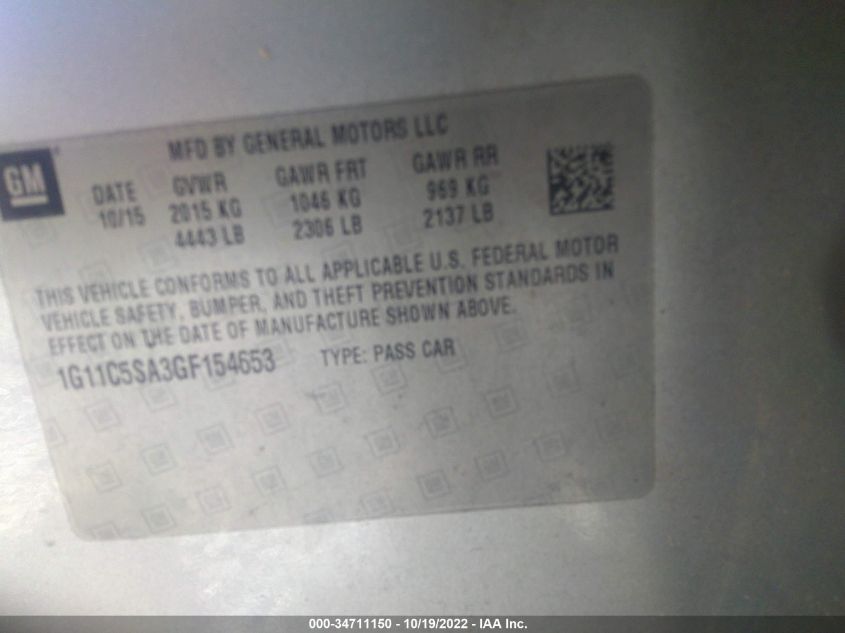 MFD BY GENERAL MOTORS LLC
GM
DATE GVWR GAWR FRT GAWR RR
10/15 2015 KG 1046 KG 969 KG
4443 LB 2306 LB 2137 LB
THIS VEHICLE CONFORMS TO ALL APPLICABLE U.S. FEDERAL MOTOR
VEHICLE SAFETY, BUMPER, AND THEFT PREVENTION STANDARDS IN
EFFECT ON THE DATE OF MANUFACTURE SHOWN ABOVE.
1G11C5SA3GF154653 TYPE: PASS CAR
000-34711150 - 10/19/2022 - IAA Inc.